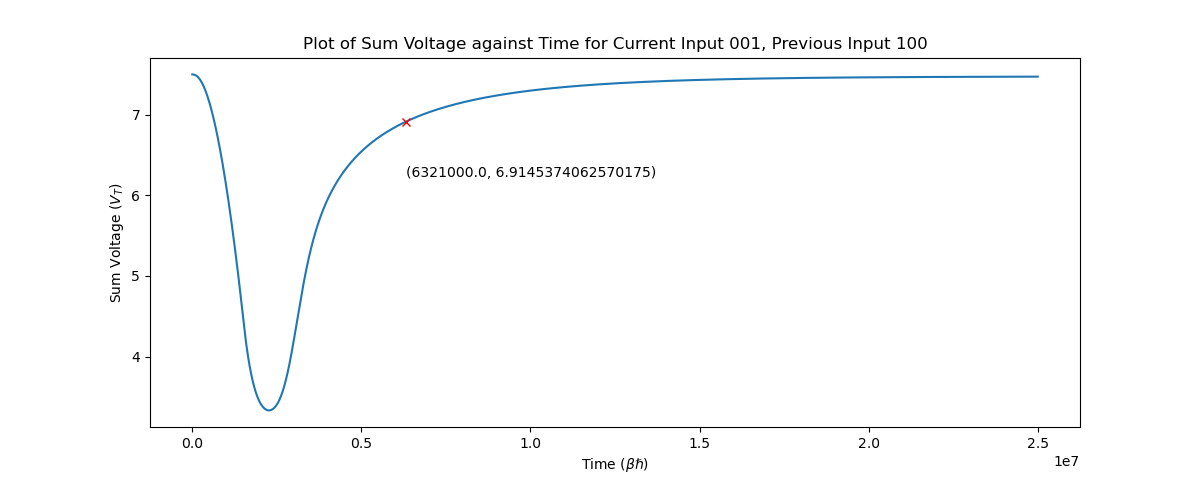 Plot of Sum Voltage against Time for Current Input 001, Previous Input 100
Sum Voltage (V_T)
7
6
5
4
(6321000.0, 6.9145374062570175)
0.0 0.5 1.0 1.5 2.0 2.5
1e7
Time (βℏ)